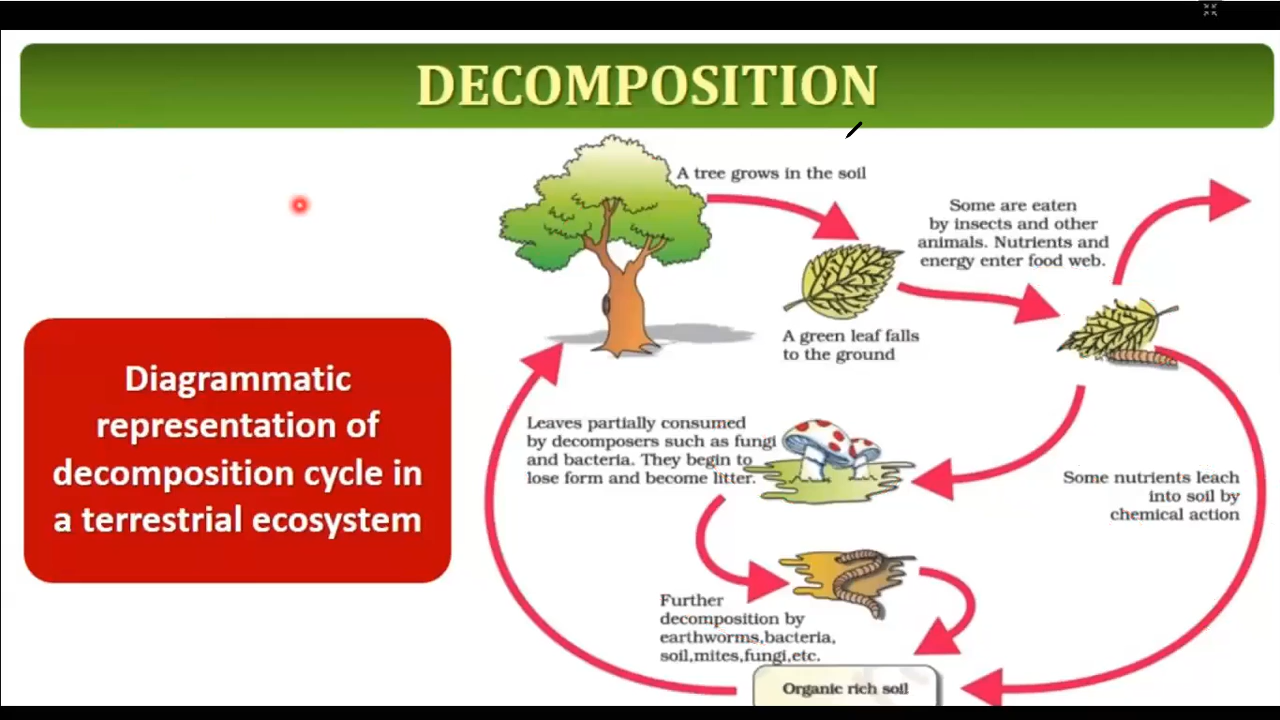 DECOMPOSITION
A tree grows in the soil
Some are eaten
by insects and other
animals. Nutrients and
energy enter food web.
A green leaf falls
to the ground
Diagrammatic
representation of
decomposition cycle in
a terrestrial ecosystem
Leaves partially consumed
by decomposers such as fungi
and bacteria. They begin to
lose form and become litter.
Some nutrients leach
into soil by
chemical action
Further
decomposition by
earthworms,bacteria,
soil,mites,fungi,etc.
Organic rich soil